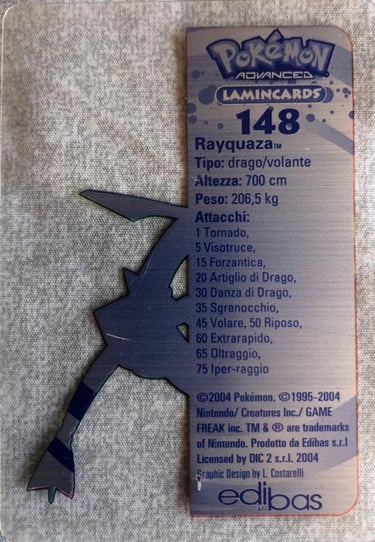 POKéMON
ADVANCED
LAMINCARDS
148
Rayquaza™
Tipo: drago/volante
Altezza: 700 cm
Peso: 206,5 kg
Attacchi:
1 Tornado,
5 Visotruce,
15 Forzantica,
20 Artiglio di Drago,
30 Danza di Drago,
35 Sgranocchio,
45 Volare, 50 Riposo,
60 Extrarapido,
65 Oltraggio,
75 Iper-raggio
©2004 Pokémon. ©1995-2004
Nintendo/ Creatures Inc./ GAME
FREAK inc. TM & ® are trademarks
of Nintendo. Prodotto da Edibas s.r.l
Licensed by DIC 2 s.r.l. 2004
Graphic Design by L. Costarelli
edibas